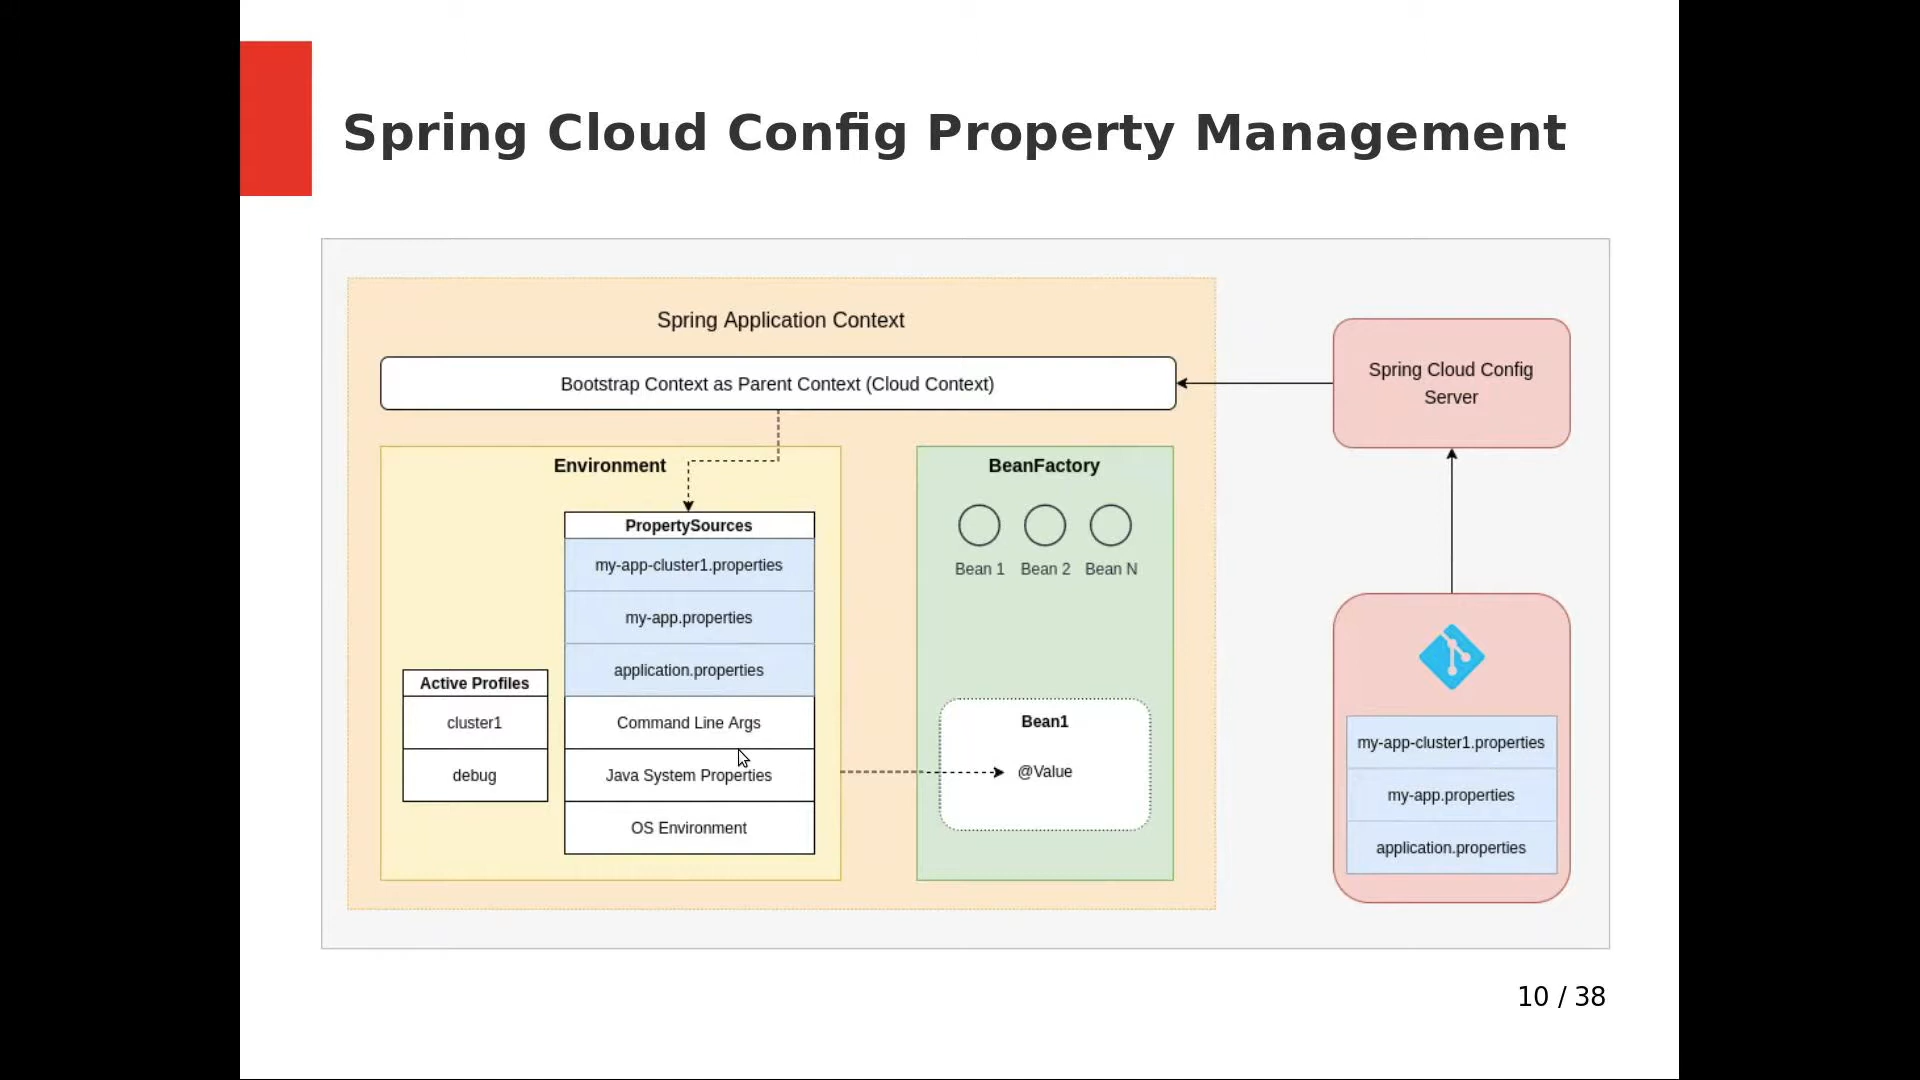 Spring Cloud Config Property Management
Spring Application Context
Bootstrap Context as Parent Context (Cloud Context)
Spring Cloud Config
Server
Environment
PropertySources
my-app-cluster1.properties
my-app.properties
application.properties
Command Line Args
Java System Properties
OS Environment
Active Profiles
cluster1
debug
BeanFactory
Bean 1 Bean 2 Bean N
Bean1
@Value
my-app-cluster1.properties
my-app.properties
application.properties
10 / 38